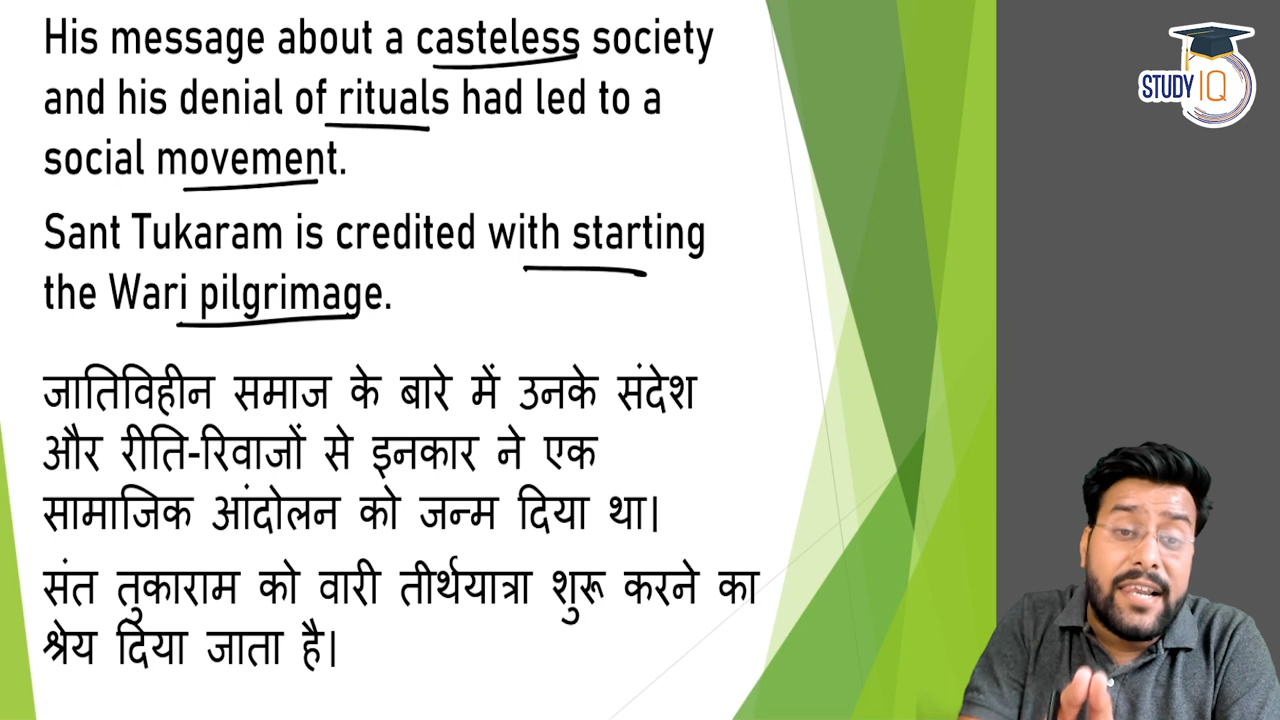 His message about a casteless society
and his denial of rituals had led to a
social movement.
Sant Tukaram is credited with starting
the Wari pilgrimage.
जातिविहीन समाज के बारे में उनके संदेश
और रीति-रिवाजों से इनकार ने एक
सामाजिक आंदोलन को जन्म दिया था।
संत तुकाराम को वारी तीर्थयात्रा शुरू करने का
श्रेय दिया जाता है।
STUDY IQ